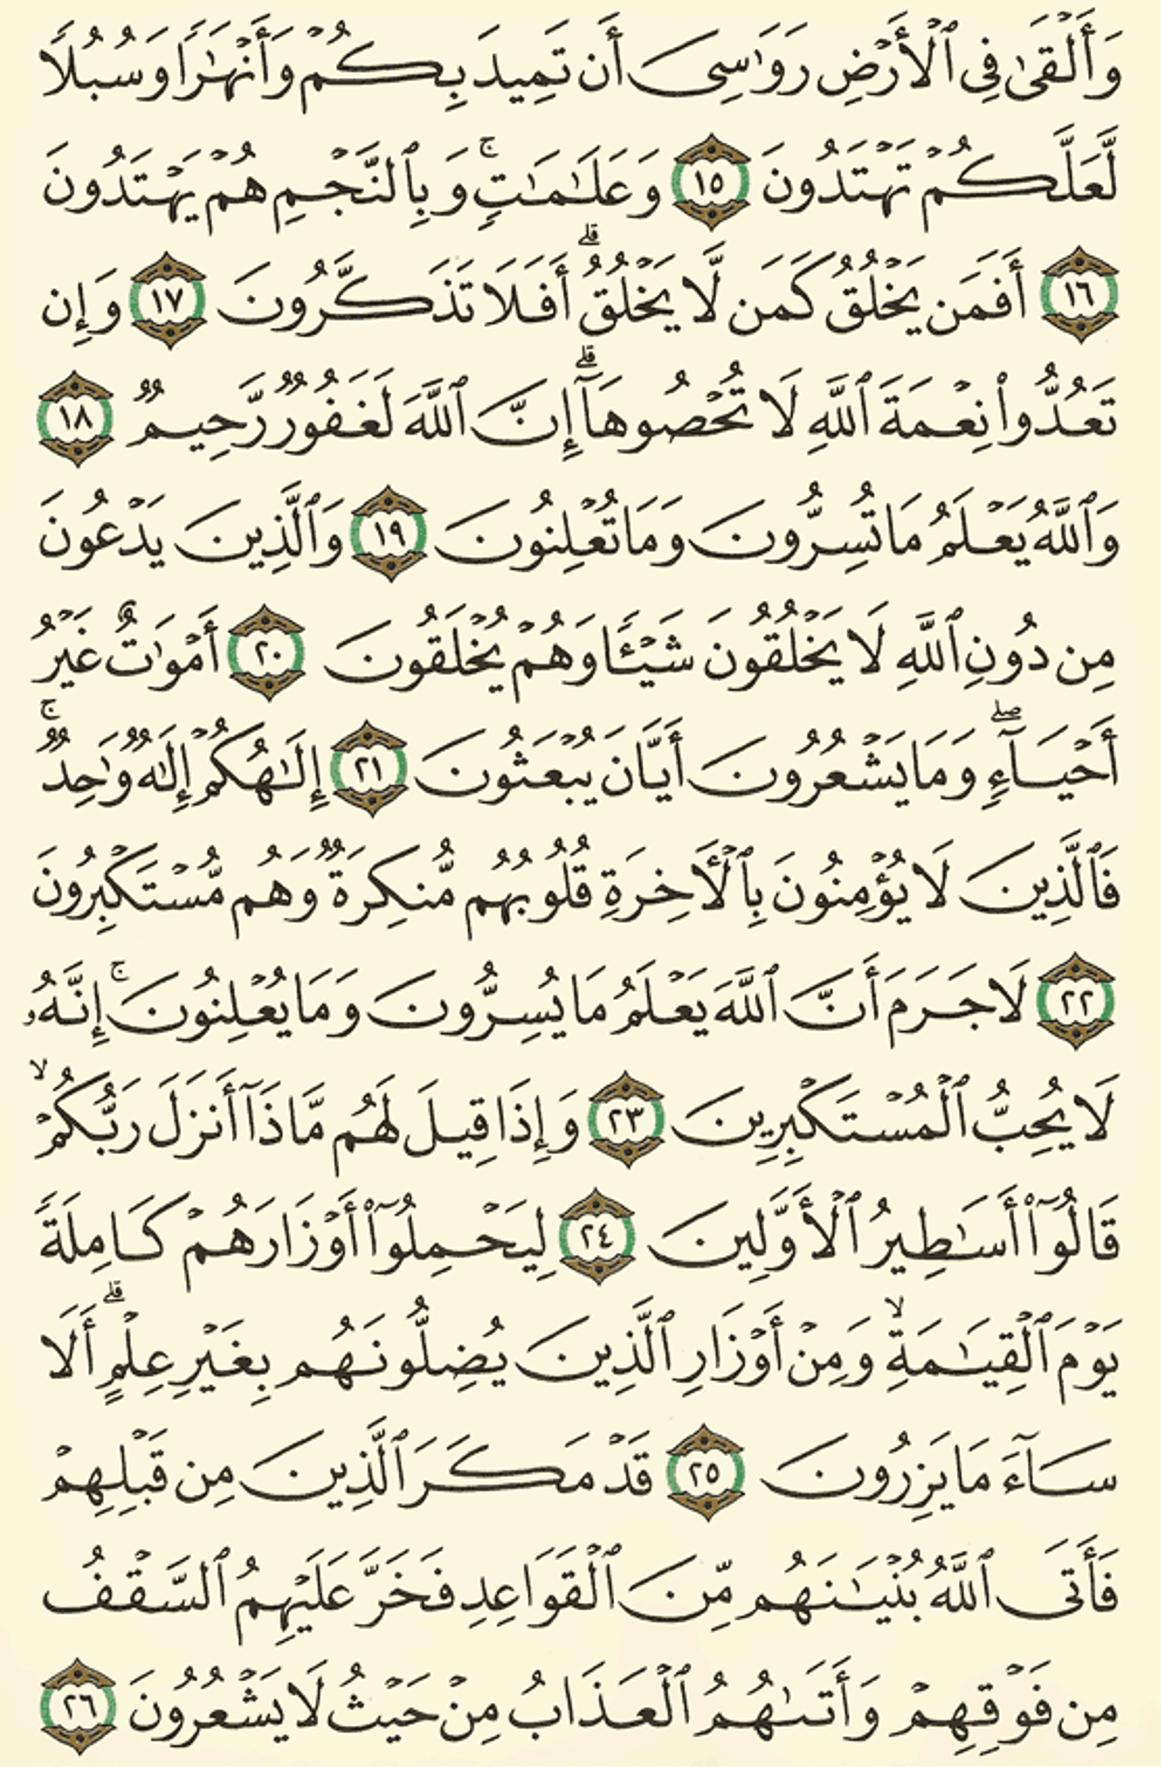 وَأَلْقَىٰ فِى ٱلْأَرْضِ رَوَٰسِىَ أَن تَمِيدَ بِكُمْ وَأَنْهَٰرًا وَسُبُلًا
لَّعَلَّكُمْ تَهْتَدُونَ ١٥ وَعَلَٰمَٰتٍ ۚ وَبِٱلنَّجْمِ هُمْ يَهْتَدُونَ
١٦ أَفَمَن يَخْلُقُ كَمَن لَّا يَخْلُقُ ۗ أَفَلَا تَذَكَّرُونَ ١٧ وَإِن
تَعُدُّوا۟ نِعْمَةَ ٱللَّهِ لَا تُحْصُوهَآ ۗ إِنَّ ٱللَّهَ لَغَفُورٌ رَّحِيمٌ ١٨
وَٱللَّهُ يَعْلَمُ مَا تُسِرُّونَ وَمَا تُعْلِنُونَ ١٩ وَٱلَّذِينَ يَدْعُونَ
مِن دُونِ ٱللَّهِ لَا يَخْلُقُونَ شَيْـًٔا وَهُمْ يُخْلَقُونَ ٢٠ أَمْوَٰتٌ غَيْرُ
أَحْيَآءٍ ۖ وَمَا يَشْعُرُونَ أَيَّانَ يُبْعَثُونَ ٢١ إِلَٰهُكُمْ إِلَٰهٌ وَٰحِدٌ ۚ
فَٱلَّذِينَ لَا يُؤْمِنُونَ بِٱلْأَخِرَةِ قُلُوبُهُم مُّنكِرَةٌ وَهُم مُّسْتَكْبِرُونَ
٢٢ لَا جَرَمَ أَنَّ ٱللَّهَ يَعْلَمُ مَا يُسِرُّونَ وَمَا يُعْلِنُونَ ۚ إِنَّهُۥ
لَا يُحِبُّ ٱلْمُسْتَكْبِرِينَ ٢٣ وَإِذَا قِيلَ لَهُم مَّاذَآ أَنزَلَ رَبُّكُمْ ۙ
قَالُوٓا۟ أَسَٰطِيرُ ٱلْأَوَّلِينَ ٢٤ لِيَحْمِلُوٓا۟ أَوْزَارَهُمْ كَامِلَةً
يَوْمَ ٱلْقِيَٰمَةِ ۙ وَمِنْ أَوْزَارِ ٱلَّذِينَ يُضِلُّونَهُم بِغَيْرِ عِلْمٍ ۗ أَلَا
سَآءَ مَا يَزِرُونَ ٢٥ قَدْ مَكَرَ ٱلَّذِينَ مِن قَبْلِهِمْ
فَأَتَى ٱللَّهُ بُنْيَٰنَهُم مِّنَ ٱلْقَوَاعِدِ فَخَرَّ عَلَيْهِمُ ٱلسَّقْفُ
مِن فَوْقِهِمْ وَأَتَىٰهُمُ ٱلْعَذَابُ مِنْ حَيْثُ لَا يَشْعُرُونَ ٢٦